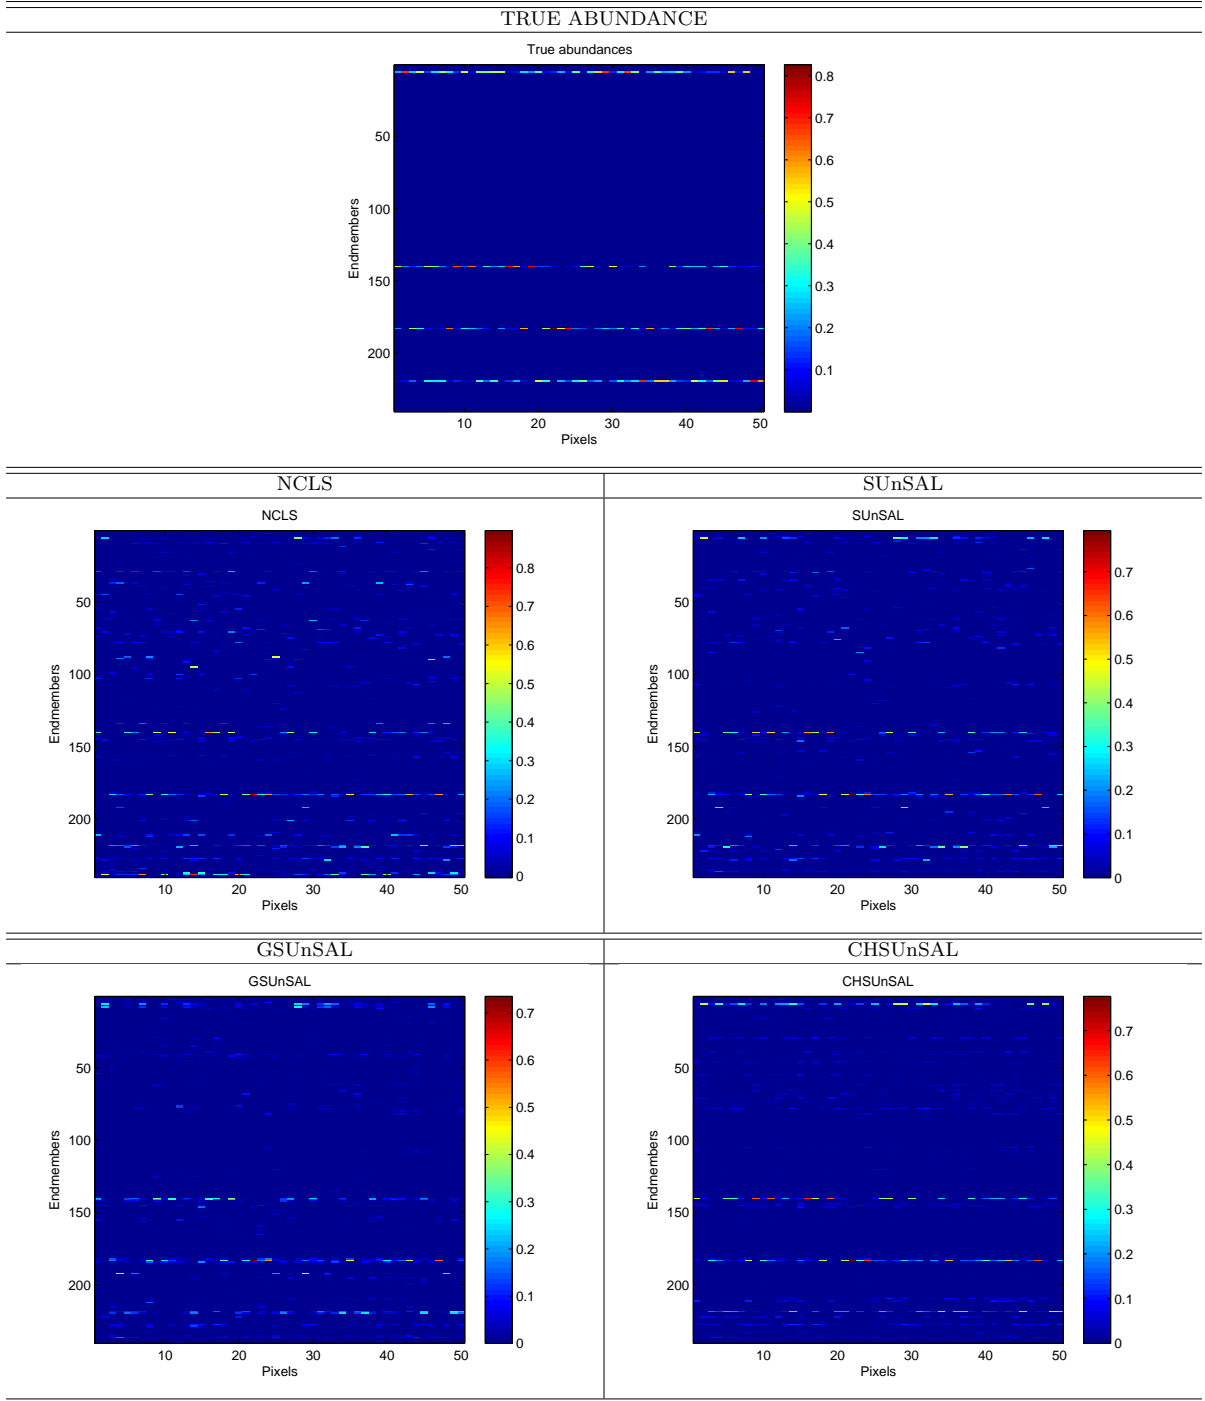 TRUE ABUNDANCE
True abundances
Endmembers
50
100
150
200
10 20 30 40 50
Pixels
0.8
0.7
0.6
0.5
0.4
0.3
0.2
0.1
NCLS SUnSAL
NCLS
Endmembers
50
100
150
200
10 20 30 40 50
Pixels
0.8
0.7
0.6
0.5
0.4
0.3
0.2
0.1
0
SUnSAL
Endmembers
50
100
150
200
10 20 30 40 50
Pixels
0.7
0.6
0.5
0.4
0.3
0.2
0.1
0
GSUnSAL CHSUnSAL
GSUnSAL
Endmembers
50
100
150
200
10 20 30 40 50
Pixels
0.7
0.6
0.5
0.4
0.3
0.2
0.1
0
CHSUnSAL
Endmembers
50
100
150
200
10 20 30 40 50
Pixels
0.7
0.6
0.5
0.4
0.3
0.2
0.1
0